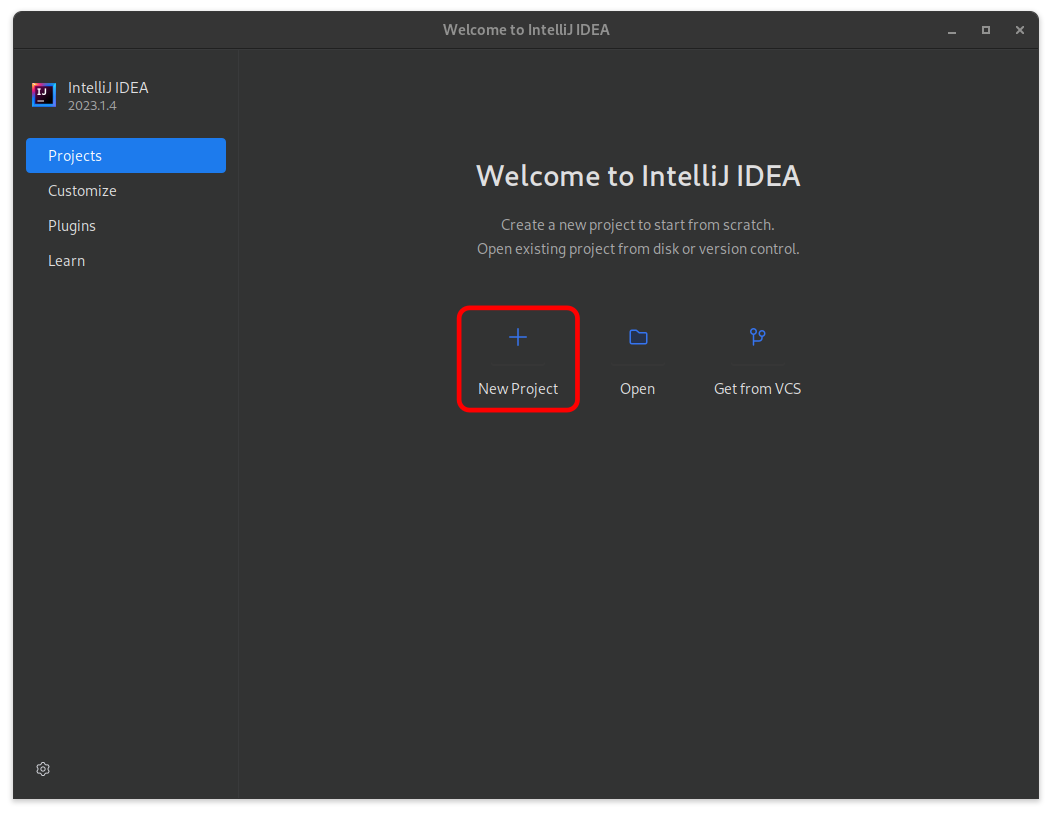 Welcome to IntelliJ IDEA
IJ
IntelliJ IDEA
2023.1.4
Projects
Customize
Plugins
Learn
Welcome to IntelliJ IDEA
Create a new project to start from scratch.
Open existing project from disk or version control.
New Project
Open
Get from VCS